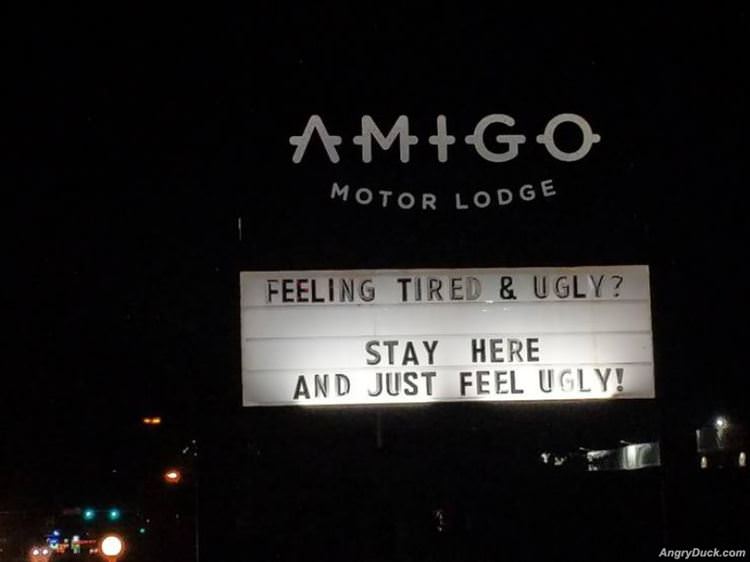 AMIGO
MOTOR LODGE
FEELING TIRED & UGLY?
STAY HERE
AND JUST FEEL UGLY!
AngryDuck.com